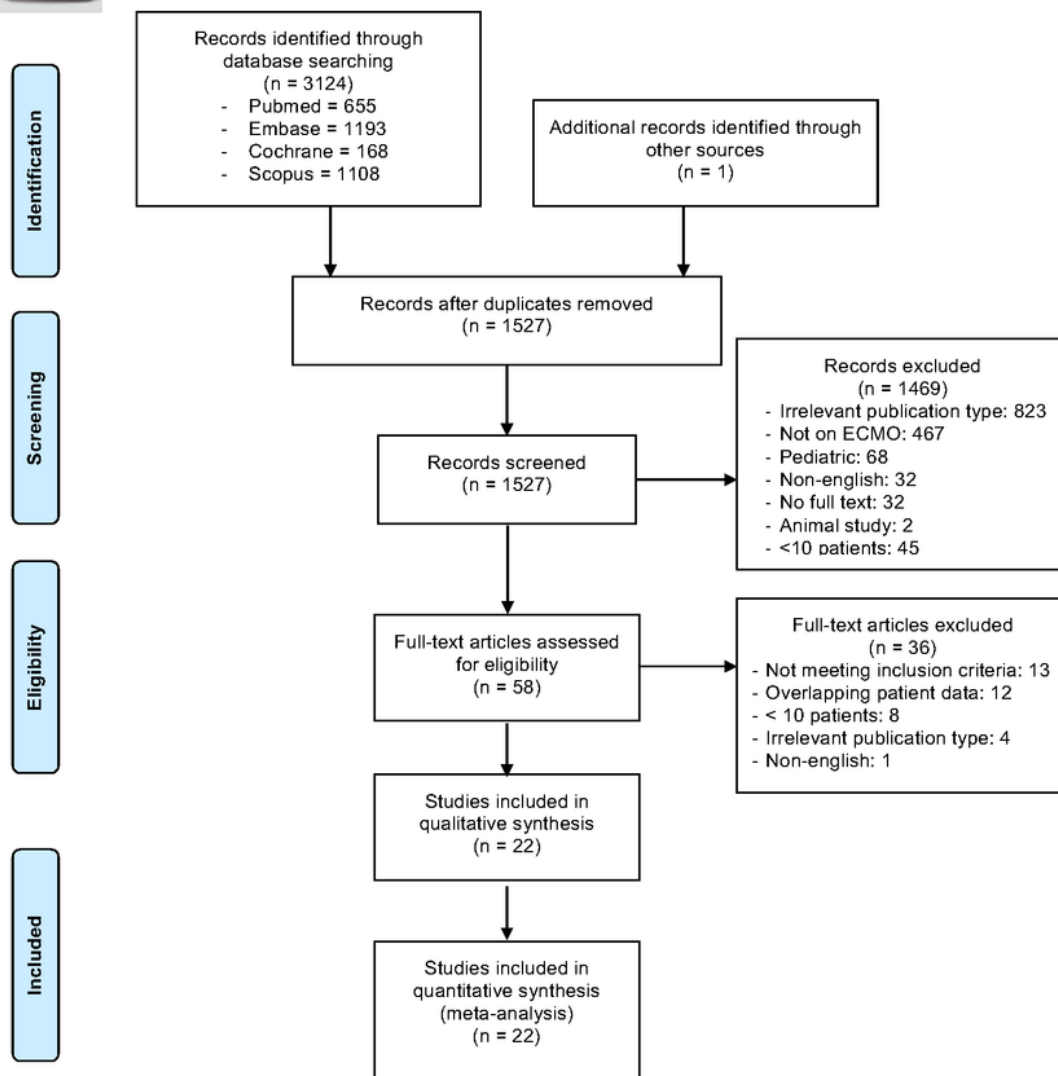 Identification
Screening
Eligibility
Included
Records identified through
database searching
(n = 3124)
- Pubmed = 655
- Embase = 1193
- Cochrane = 168
- Scopus = 1108
Additional records identified through
other sources
(n = 1)
Records after duplicates removed
(n = 1527)
Records screened
(n = 1527)
Records excluded
(n = 1469)
- Irrelevant publication type: 823
- Not on ECMO: 467
- Pediatric: 68
- Non-english: 32
- No full text: 32
- Animal study: 2
- <10 patients: 45
Full-text articles assessed
for eligibility
(n = 58)
Full-text articles excluded
(n = 36)
- Not meeting inclusion criteria: 13
- Overlapping patient data: 12
- < 10 patients: 8
- Irrelevant publication type: 4
- Non-english: 1
Studies included in
qualitative synthesis
(n = 22)
Studies included in
quantitative synthesis
(meta-analysis)
(n = 22)